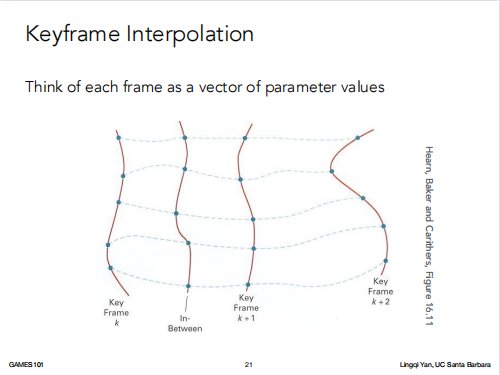 Keyframe Interpolation
Think of each frame as a vector of parameter values
Hearn, Baker and Carithers, Figure 16.11
Key
Frame
k
In-
Between
Key
Frame
k + 1
Key
Frame
k + 2
GAMES101
21
Lingqi Yan, UC Santa Barbara